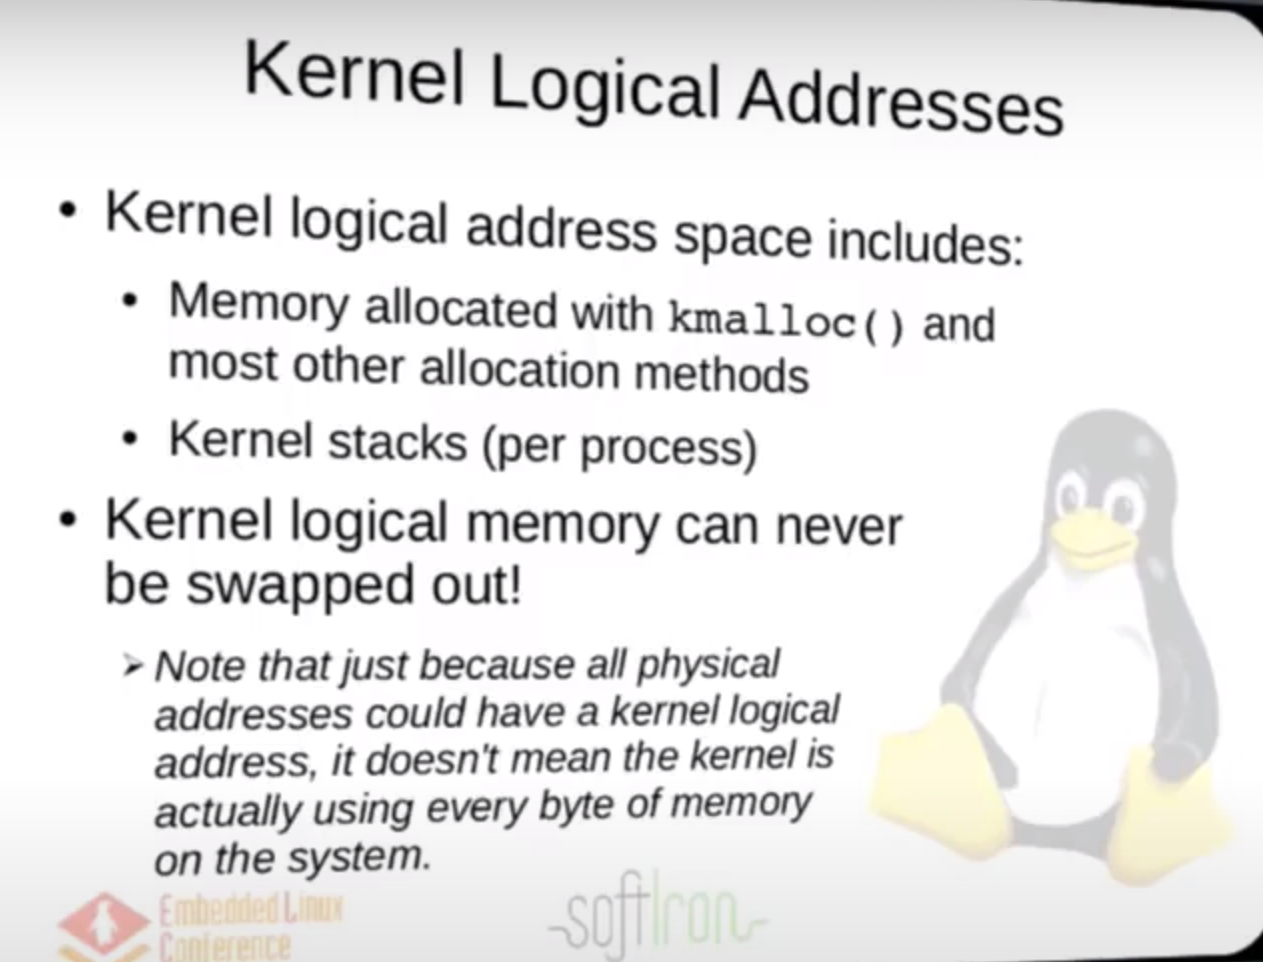 Kernel Logical Addresses
• Kernel logical address space includes:
• Memory allocated with kmalloc() and
most other allocation methods
• Kernel stacks (per process)
• Kernel logical memory can never
be swapped out!
➢ Note that just because all physical
addresses could have a kernel logical
address, it doesn't mean the kernel is
actually using every byte of memory
on the system.
Embedded Linux
Conference
softIron